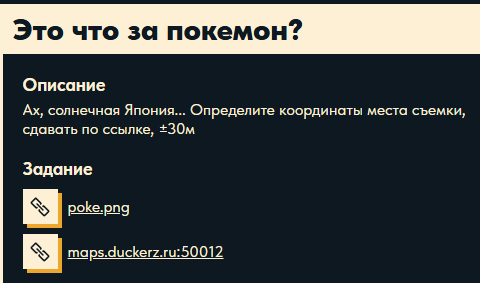 Это что за покемон?
Описание
Ах, солнечная Япония... Определите координаты места съемки,
сдавать по ссылке, ±30м
Задание
poke.png
maps.duckerz.ru:50012